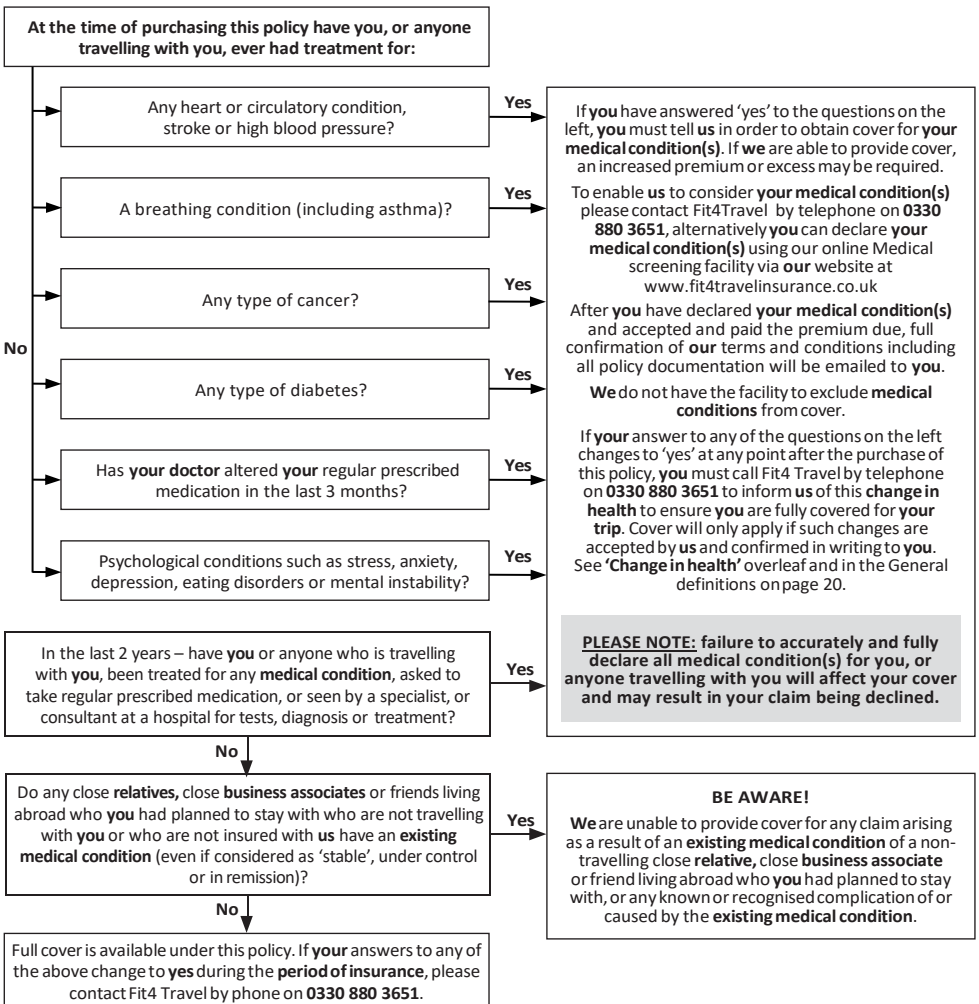 At the time of purchasing this policy have you, or anyone
travelling with you, ever had treatment for:
Any heart or circulatory condition,
stroke or high blood pressure?
Yes
A breathing condition (including asthma)?
Yes
Any type of cancer?
Yes
No
Any type of diabetes?
Yes
Has your doctor altered your regular prescribed
medication in the last 3 months?
Yes
Psychological conditions such as stress, anxiety,
depression, eating disorders or mental instability?
Yes
If you have answered ‘yes’ to the questions on the
left, you must tell us in order to obtain cover for your
medical condition(s). If we are able to provide cover,
an increased premium or excess may be required.
To enable us to consider your medical condition(s)
please contact Fit4Travel by telephone on 0330
880 3651, alternatively you can declare your
medical condition(s) using our online Medical
screening facility via our website at
www.fit4travelinsurance.co.uk
After you have declared your medical condition(s)
and accepted and paid the premium due, full
confirmation of our terms and conditions including
all policy documentation will be emailed to you.
We do not have the facility to exclude medical
conditions from cover.
If your answer to any of the questions on the left
changes to ‘yes’ at any point after the purchase of
this policy, you must call Fit4 Travel by telephone
on 0330 880 3651 to inform us of this change in
health to ensure you are fully covered for your
trip. Cover will only apply if such changes are
accepted by us and confirmed in writing to you.
See ‘Change in health’ overleaf and in the General
definitions on page 20.
PLEASE NOTE: failure to accurately and fully
declare all medical condition(s) for you, or
anyone travelling with you will affect your cover
and may result in your claim being declined.
In the last 2 years – have you or anyone who is travelling
with you, been treated for any medical condition, asked
to take regular prescribed medication, or seen by a specialist, or
consultant at a hospital for tests, diagnosis or treatment?
Yes
No
Do any close relatives, close business associates or friends living
abroad who you had planned to stay with who are not travelling
with you or who are not insured with us have an existing
medical condition (even if considered as ‘stable’, under control
or in remission)?
Yes
BE AWARE!
We are unable to provide cover for any claim arising
as a result of an existing medical condition of a non-
travelling close relative, close business associate
or friend living abroad who you had planned to stay
with, or any known or recognised complication of or
caused by the existing medical condition.
No
Full cover is available under this policy. If your answers to any of
the above change to yes during the period of insurance, please
contact Fit4 Travel by phone on 0330 880 3651.